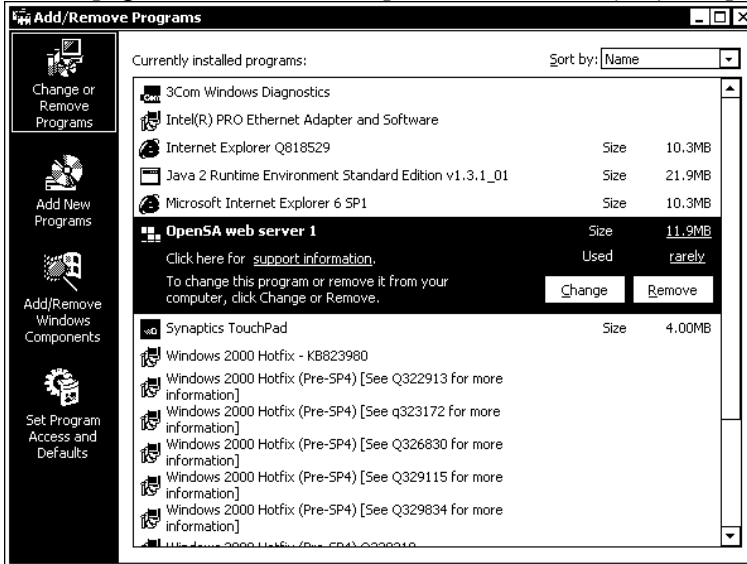 Add/Remove Programs
Change or
Remove
Programs
Add New
Programs
Add/Remove
Windows
Components
Set Program
Access and
Defaults
Currently installed programs:
Sort by: Name
3Com Windows Diagnostics
Intel(R) PRO Ethernet Adapter and Software
Internet Explorer Q818529 Size 10.3MB
Java 2 Runtime Environment Standard Edition v1.3.1_01 Size 21.9MB
Microsoft Internet Explorer 6 SP1 Size 10.3MB
OpenSA web server 1 Size 11.9MB
Click here for support information. Used rarely
To change this program or remove it from your
computer, click Change or Remove.
Change Remove
Synaptics TouchPad Size 4.00MB
Windows 2000 Hotfix - KB823980
Windows 2000 Hotfix (Pre-SP4) [See Q322913 for more
information]
Windows 2000 Hotfix (Pre-SP4) [See q323172 for more
information]
Windows 2000 Hotfix (Pre-SP4) [See Q326830 for more
information]
Windows 2000 Hotfix (Pre-SP4) [See Q329115 for more
information]
Windows 2000 Hotfix (Pre-SP4) [See Q329834 for more
information]